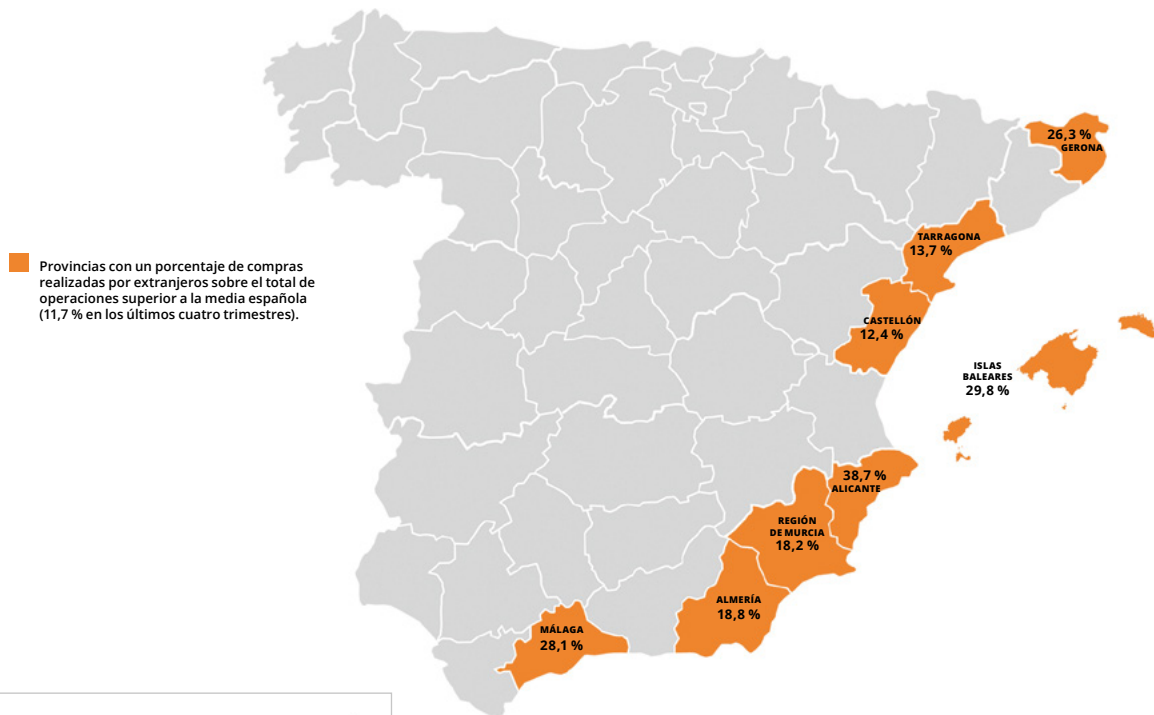 26,3 %
GERONA
TARRAGONA
13,7 %
Provincias con un porcentaje de compras
realizadas por extranjeros sobre el total de
operaciones superior a la media española
(11,7 % en los últimos cuatro trimestres).
CASTELLÓN
12,4 %
ISLAS
BALEARES
29,8 %
38,7 %
ALICANTE
REGIÓN
DE MURCIA
18,2 %
ALMERÍA
18,8 %
MÁLAGA
28,1 %